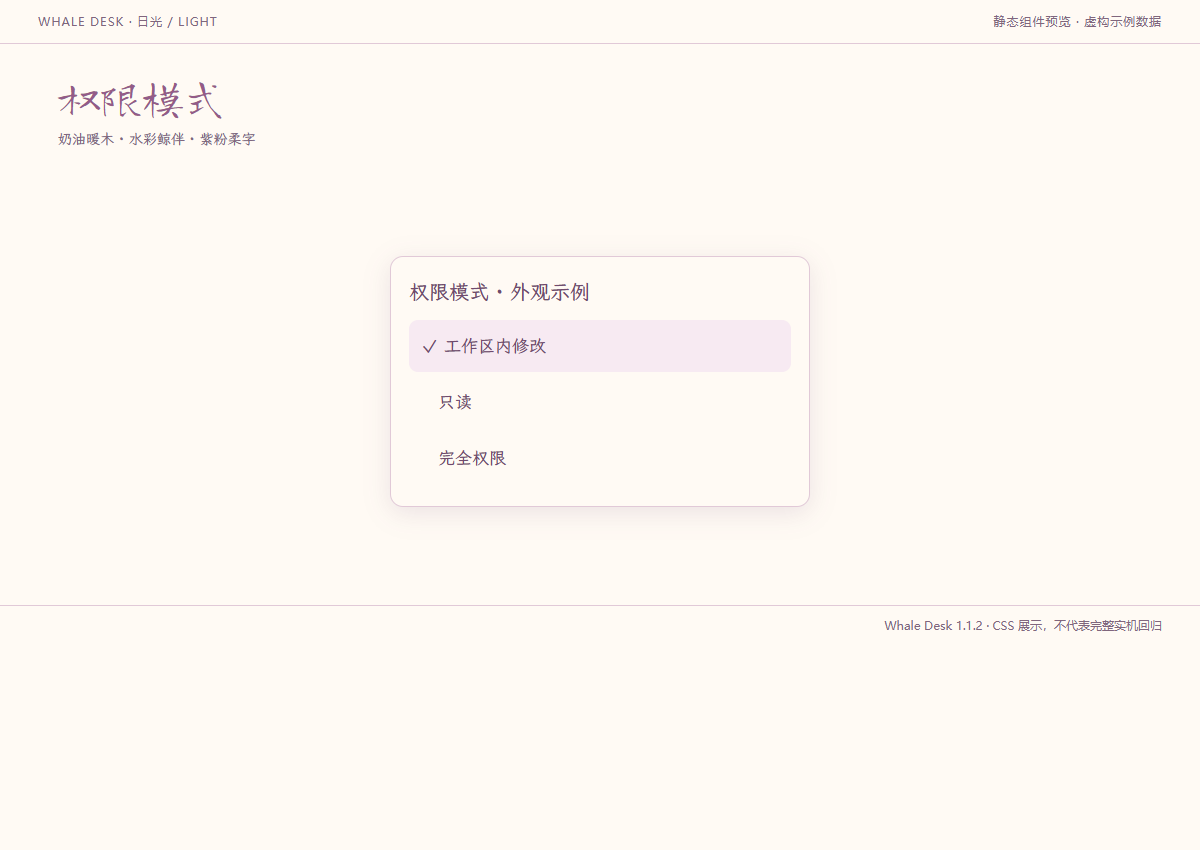 WHALE DESK · 日光 / LIGHT
静态组件预览 · 虚构示例数据
权限模式
奶油暖木 · 水彩鲸伴 · 紫粉柔字
权限模式 · 外观示例
✓ 工作区内修改
只读
完全权限
Whale Desk 1.1.2 · CSS 展示，不代表完整实机回归